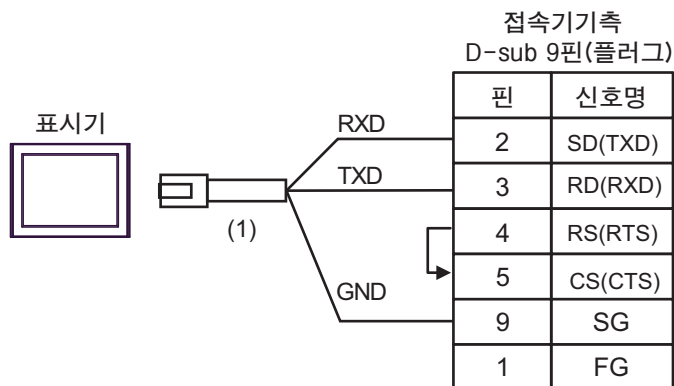 접속기기측
D-sub 9핀(플러그)
핀 신호명
표시기
RXD
2 SD(TXD)
TXD
3 RD(RXD)
(1)
4 RS(RTS)
5 CS(CTS)
GND
9 SG
1 FG